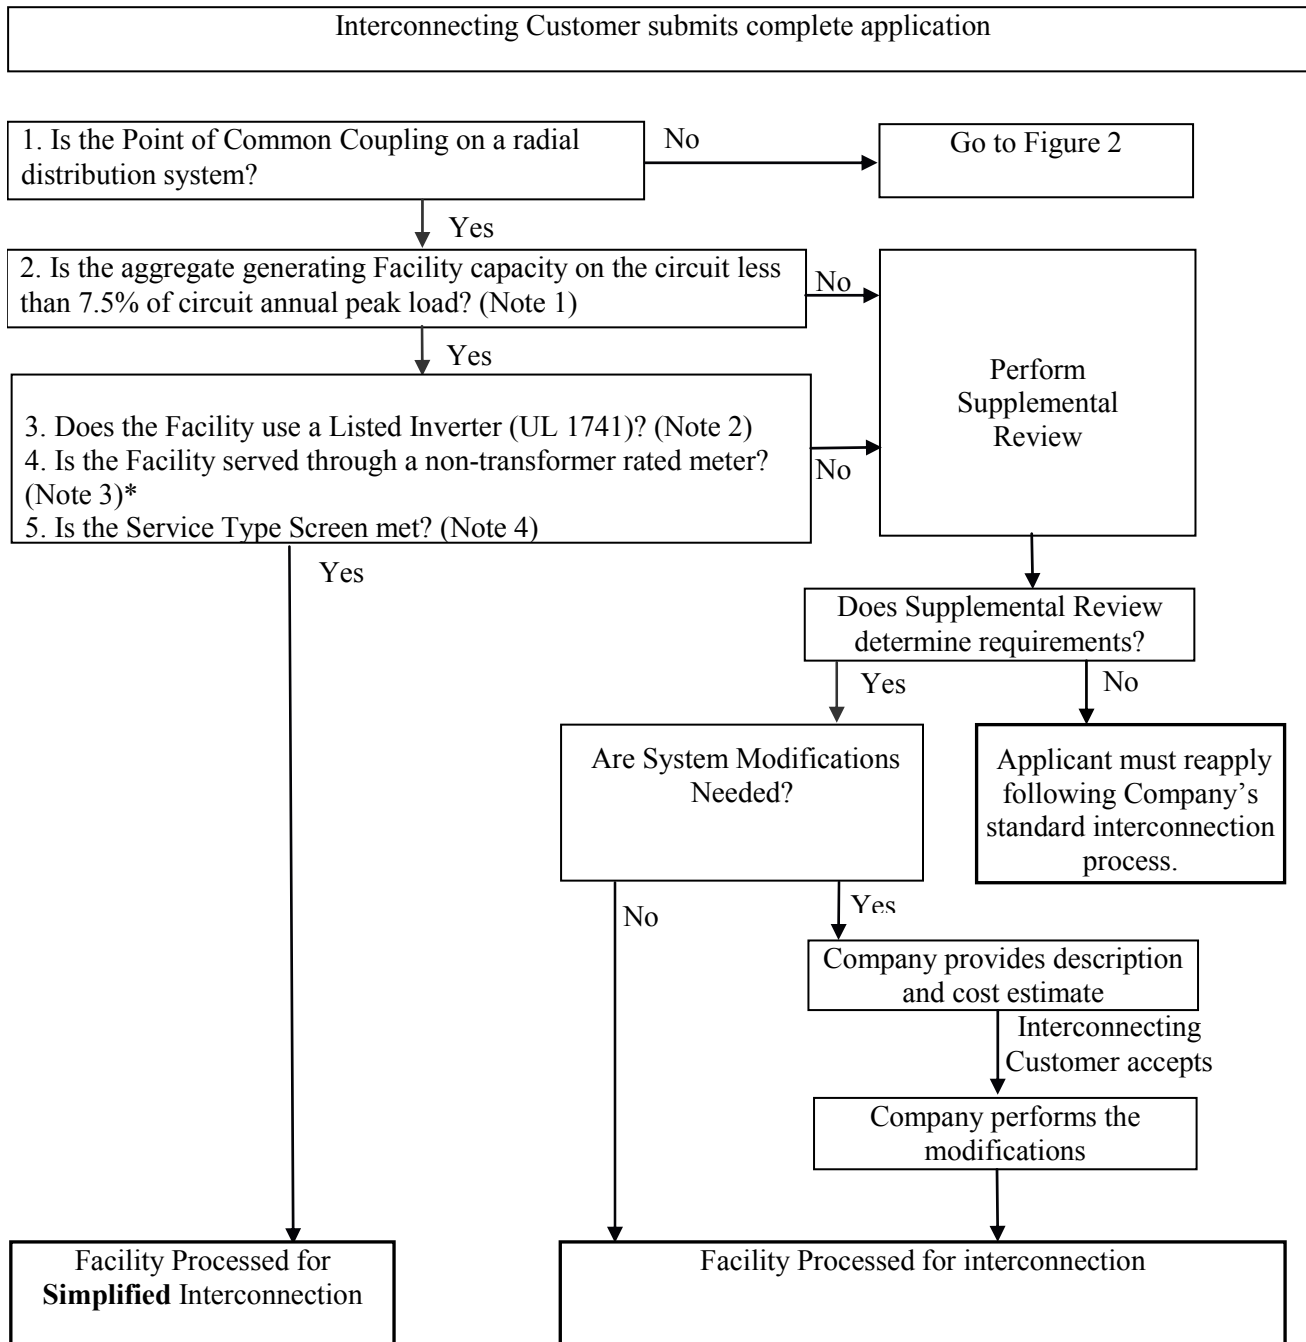 Interconnecting Customer submits complete application
1. Is the Point of Common Coupling on a radial
distribution system?
No
Go to Figure 2
Yes
2. Is the aggregate generating Facility capacity on the circuit less
than 7.5% of circuit annual peak load? (Note 1)
No
Yes
Perform
Supplemental
Review
3. Does the Facility use a Listed Inverter (UL 1741)? (Note 2)
4. Is the Facility served through a non-transformer rated meter?
(Note 3)*
5. Is the Service Type Screen met? (Note 4)
No
Yes
Does Supplemental Review
determine requirements?
Yes
No
Are System Modifications
Needed?
Applicant must reapply
following Company’s
standard interconnection
process.
No
Yes
Company provides description
and cost estimate
Interconnecting
Customer accepts
Company performs the
modifications
Facility Processed for
Simplified Interconnection
Facility Processed for interconnection